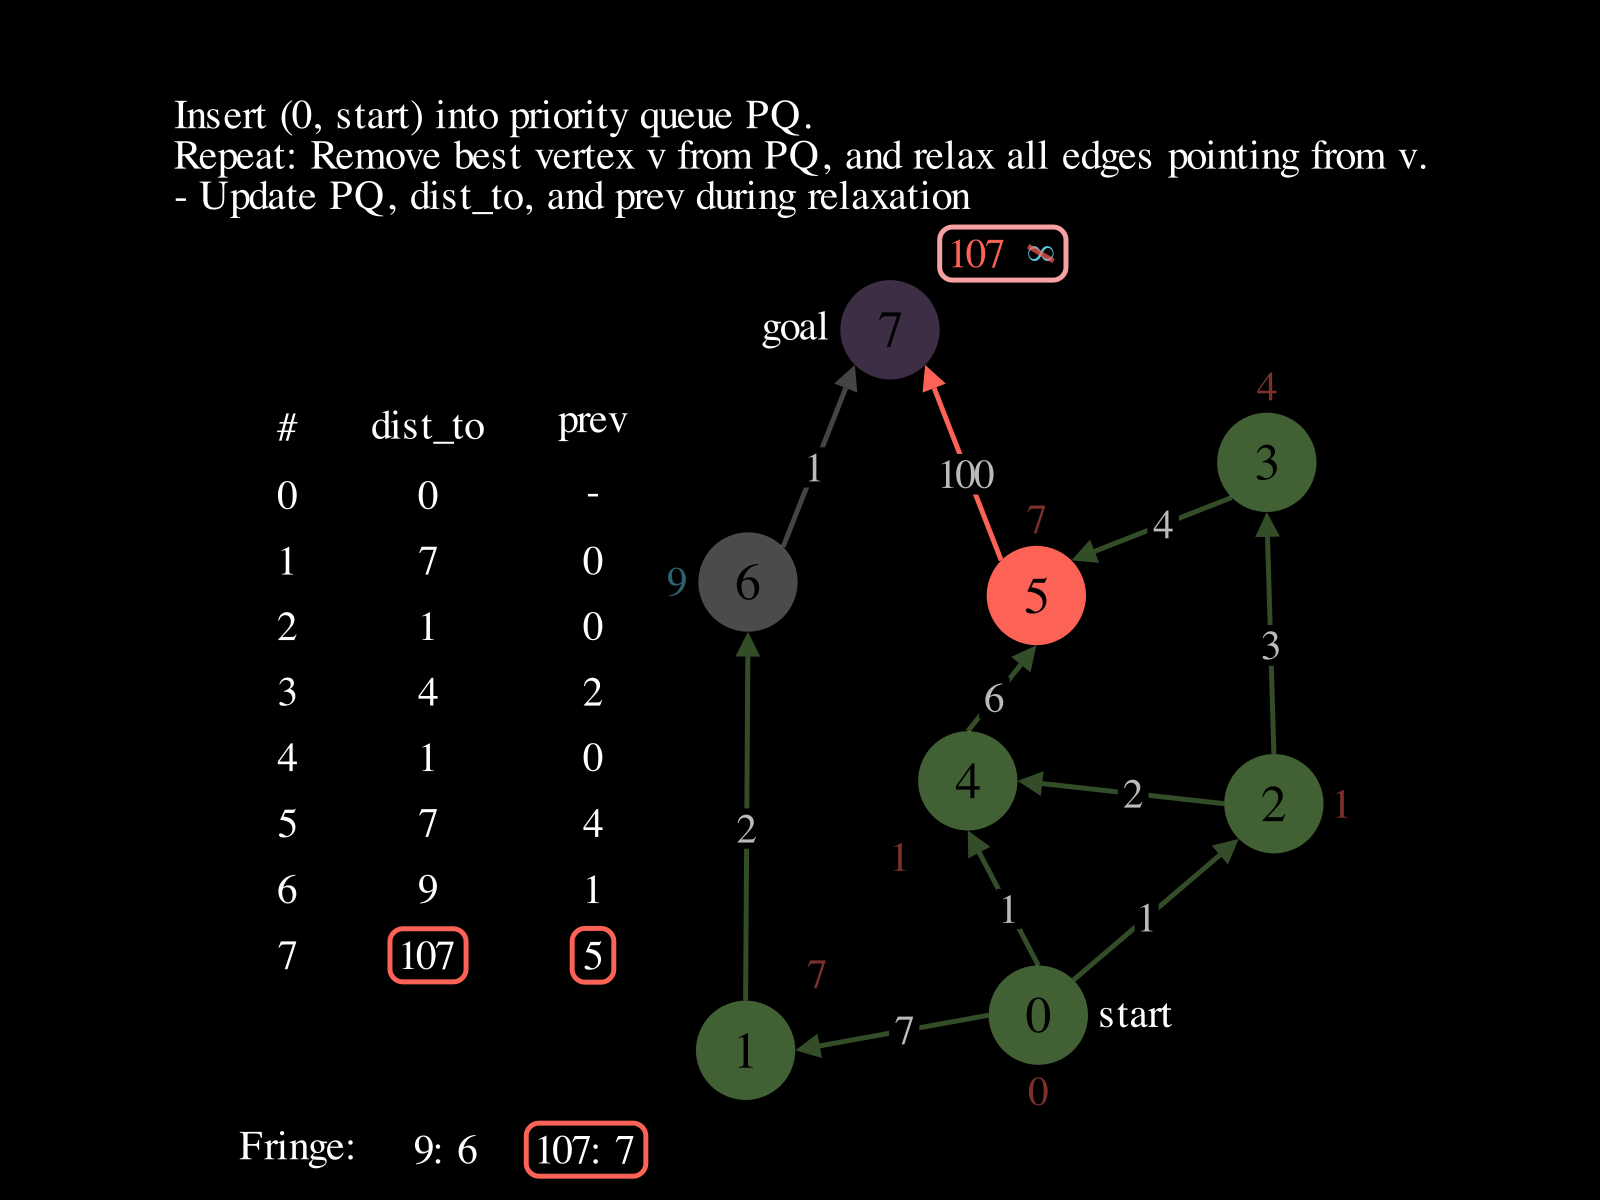 Insert (0, start) into priority queue PQ.
Repeat: Remove best vertex v from PQ, and relax all edges pointing from v.
- Update PQ, dist_to, and prev during relaxation
107 ∞
goal 7
4
# dist_to prev
3
1 100
0 0 -
7 4
1 7 0
9 6 5
2 1 0
3
3 4 2
6
4 1 0
4 2 2 1
5 7 4
2
1
6 9 1
1 1
7 107 5
7
0 start
7
1
0
Fringe: 9: 6 107: 7